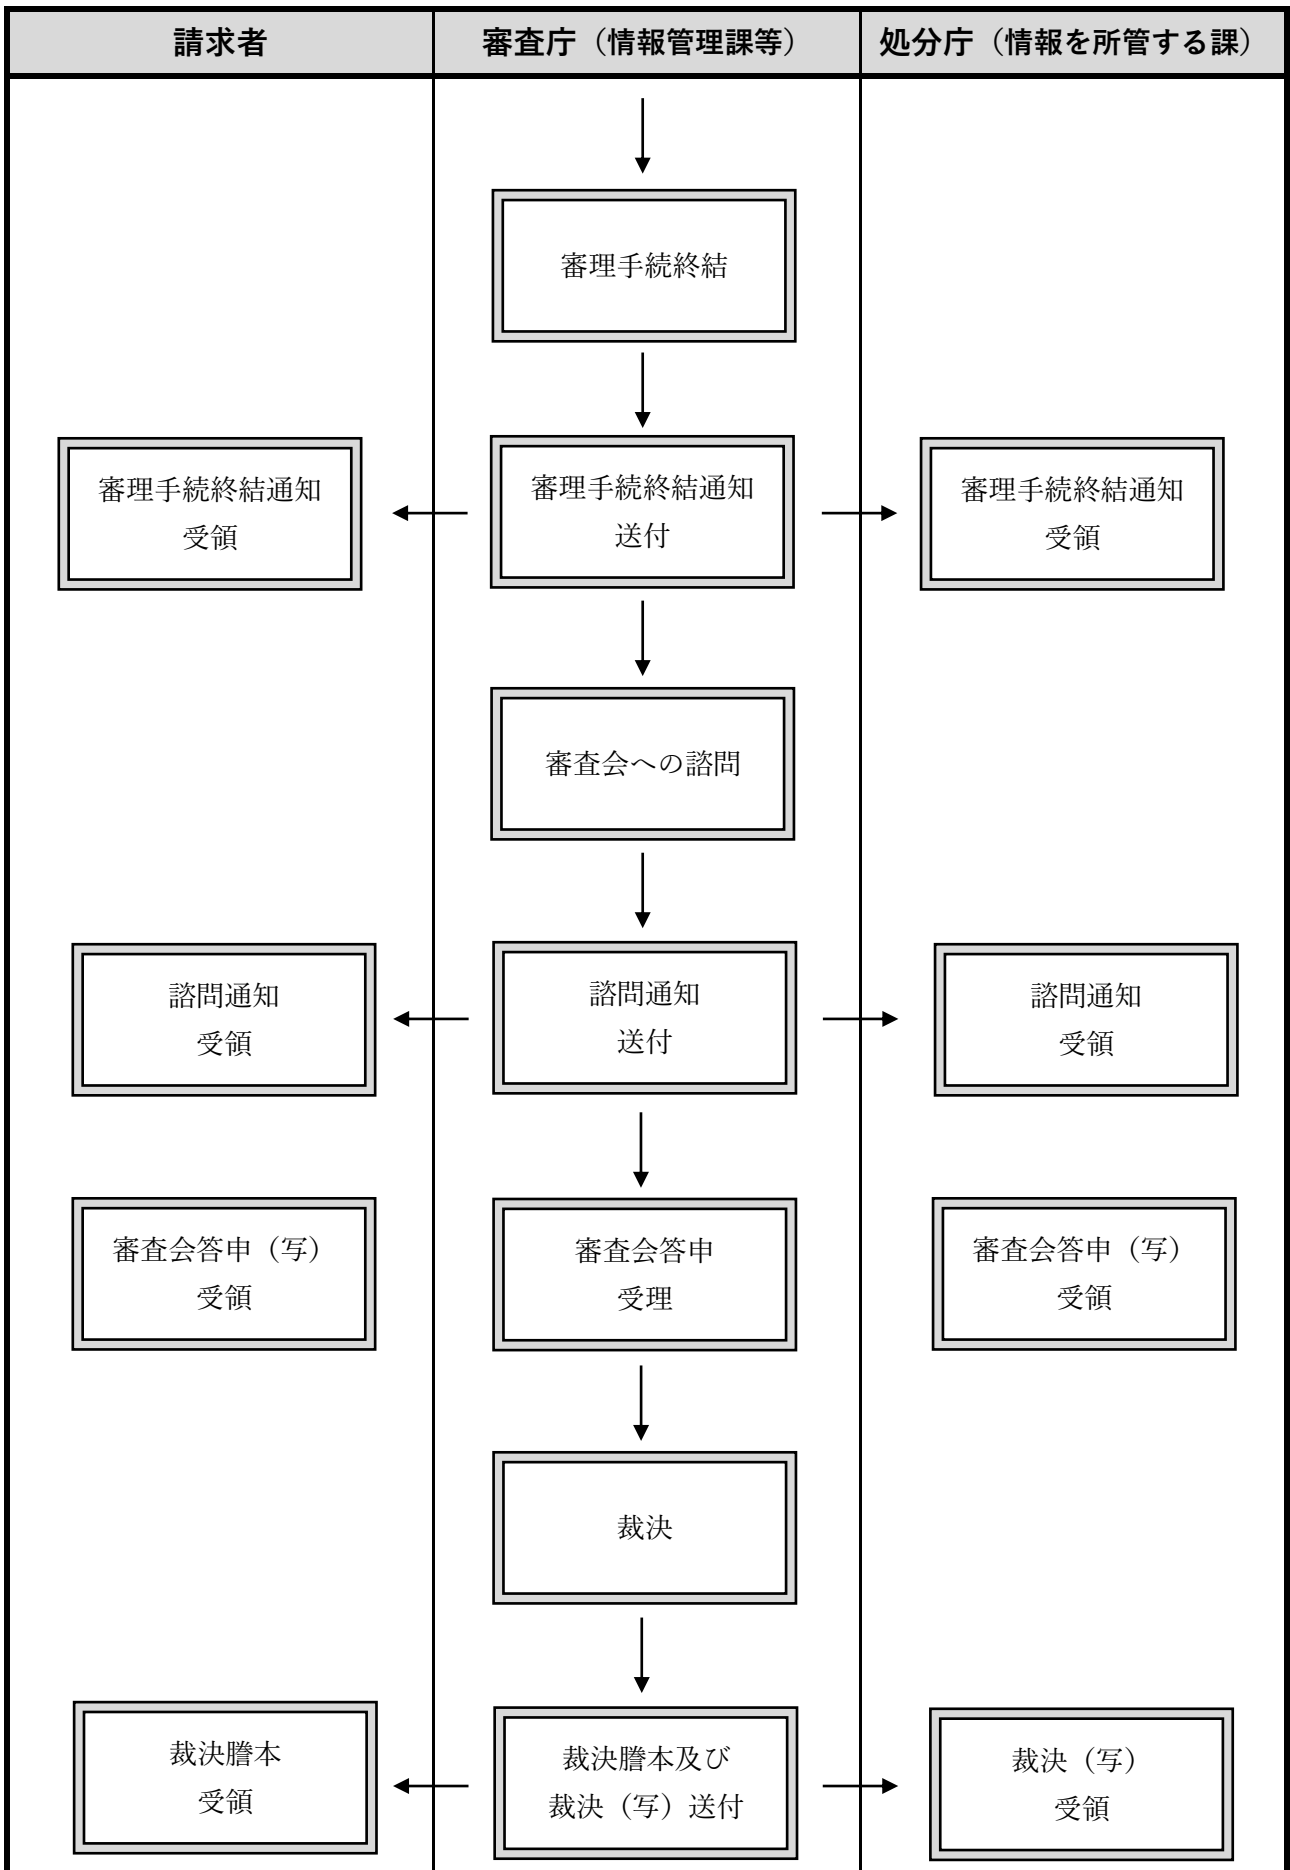 請求者
審査庁（情報管理課等）
処分庁（情報を所管する課）
審理手続終結
審理手続終結通知
受領
審理手続終結通知
送付
審理手続終結通知
受領
審査会への諮問
諮問通知
受領
諮問通知
送付
諮問通知
受領
審査会答申（写）
受領
審査会答申
受理
審査会答申（写）
受領
裁決
裁決謄本
受領
裁決謄本及び
裁決（写）送付
裁決（写）
受領